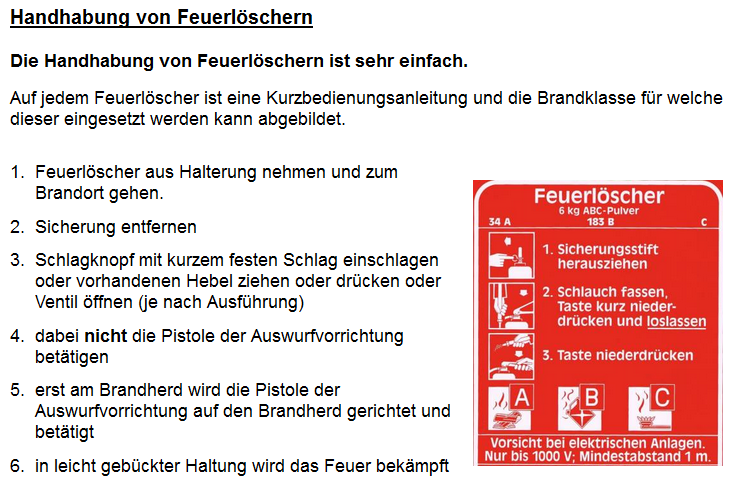 Handhabung von Feuerlöschern
Die Handhabung von Feuerlöschern ist sehr einfach.
Auf jedem Feuerlöscher ist eine Kurzbedienungsanleitung und die Brandklasse für welche
dieser eingesetzt werden kann abgebildet.
1. Feuerlöscher aus Halterung nehmen und zum
Brandort gehen.
2. Sicherung entfernen
3. Schlagknopf mit kurzem festen Schlag einschlagen
oder vorhandenen Hebel ziehen oder drücken oder
Ventil öffnen (je nach Ausführung)
4. dabei nicht die Pistole der Auswurfvorrichtung
betätigen
5. erst am Brandherd wird die Pistole der
Auswurfvorrichtung auf den Brandherd gerichtet und
betätigt
6. in leicht gebückter Haltung wird das Feuer bekämpft
Feuerlöscher
6 kg ABC-Pulver
34 A 183 B C
1. Sicherungsstift
herausziehen
2. Schlauch fassen,
Taste kurz nieder-
drücken und loslassen
3. Taste niederdrücken
A B C
Vorsicht bei elektrischen Anlagen.
Nur bis 1000 V; Mindestabstand 1 m.